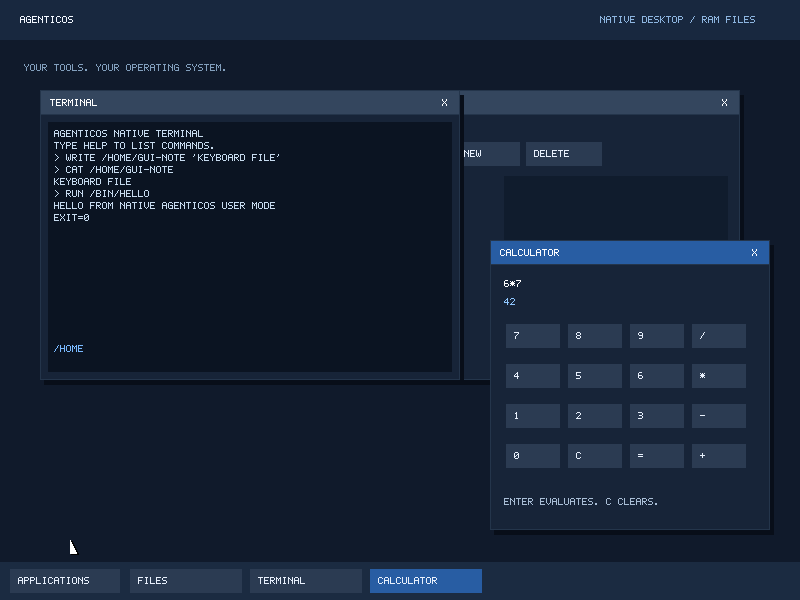 AGENTICOS
NATIVE DESKTOP / RAM FILES
YOUR TOOLS. YOUR OPERATING SYSTEM.
TERMINAL
X
X
AGENTICOS NATIVE TERMINAL
TYPE HELP TO LIST COMMANDS.
> WRITE /HOME/GUI-NOTE 'KEYBOARD FILE'
> CAT /HOME/GUI-NOTE
KEYBOARD FILE
> RUN /BIN/HELLO
HELLO FROM NATIVE AGENTICOS USER MODE
EXIT=0
/HOME
NEW
DELETE
CALCULATOR
X
6*7
42
7 8 9 /
4 5 6 *
1 2 3 -
0 C = +
ENTER EVALUATES. C CLEARS.
APPLICATIONS
FILES
TERMINAL
CALCULATOR